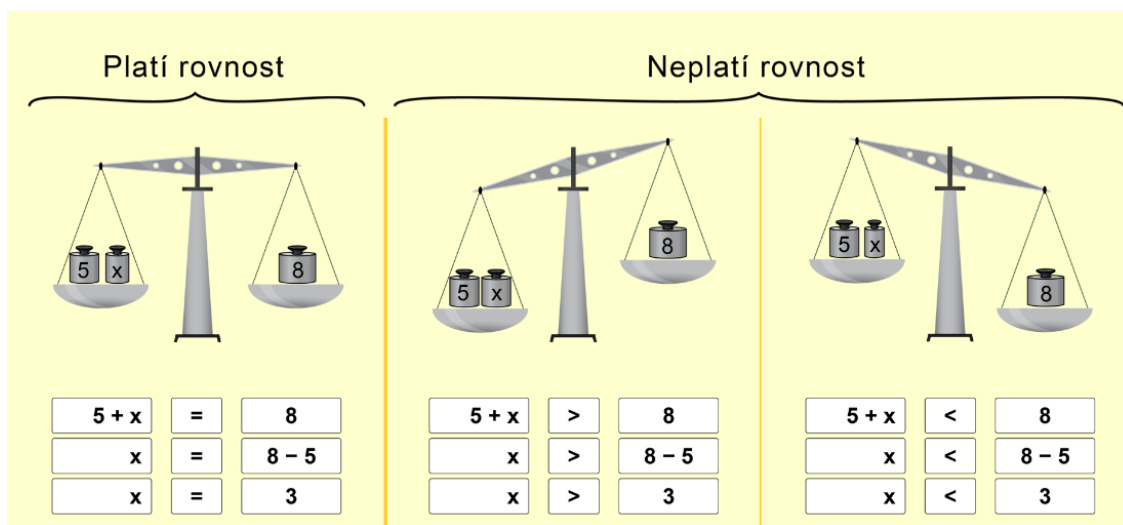 Platí rovnost
Neplatí rovnost
5 x 8
5 x 8
5 x 8
5 + x = 8
x = 8 – 5
x = 3
5 + x > 8
x > 8 – 5
x > 3
5 + x < 8
x < 8 – 5
x < 3